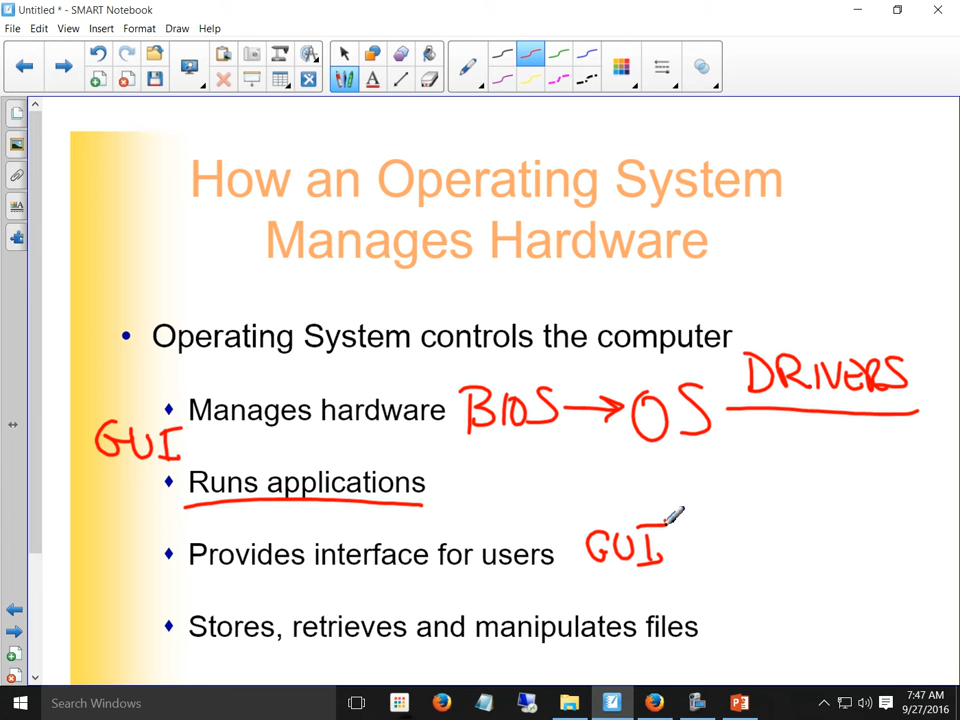 Untitled * - SMART Notebook
File Edit View Insert Format Draw Help
How an Operating System
Manages Hardware
• Operating System controls the computer
DRIVERS
♦ Manages hardware BIOS → OS
GUI
♦ Runs applications
♦ Provides interface for users GUI
♦ Stores, retrieves and manipulates files
Search Windows
7:47 AM
9/27/2016